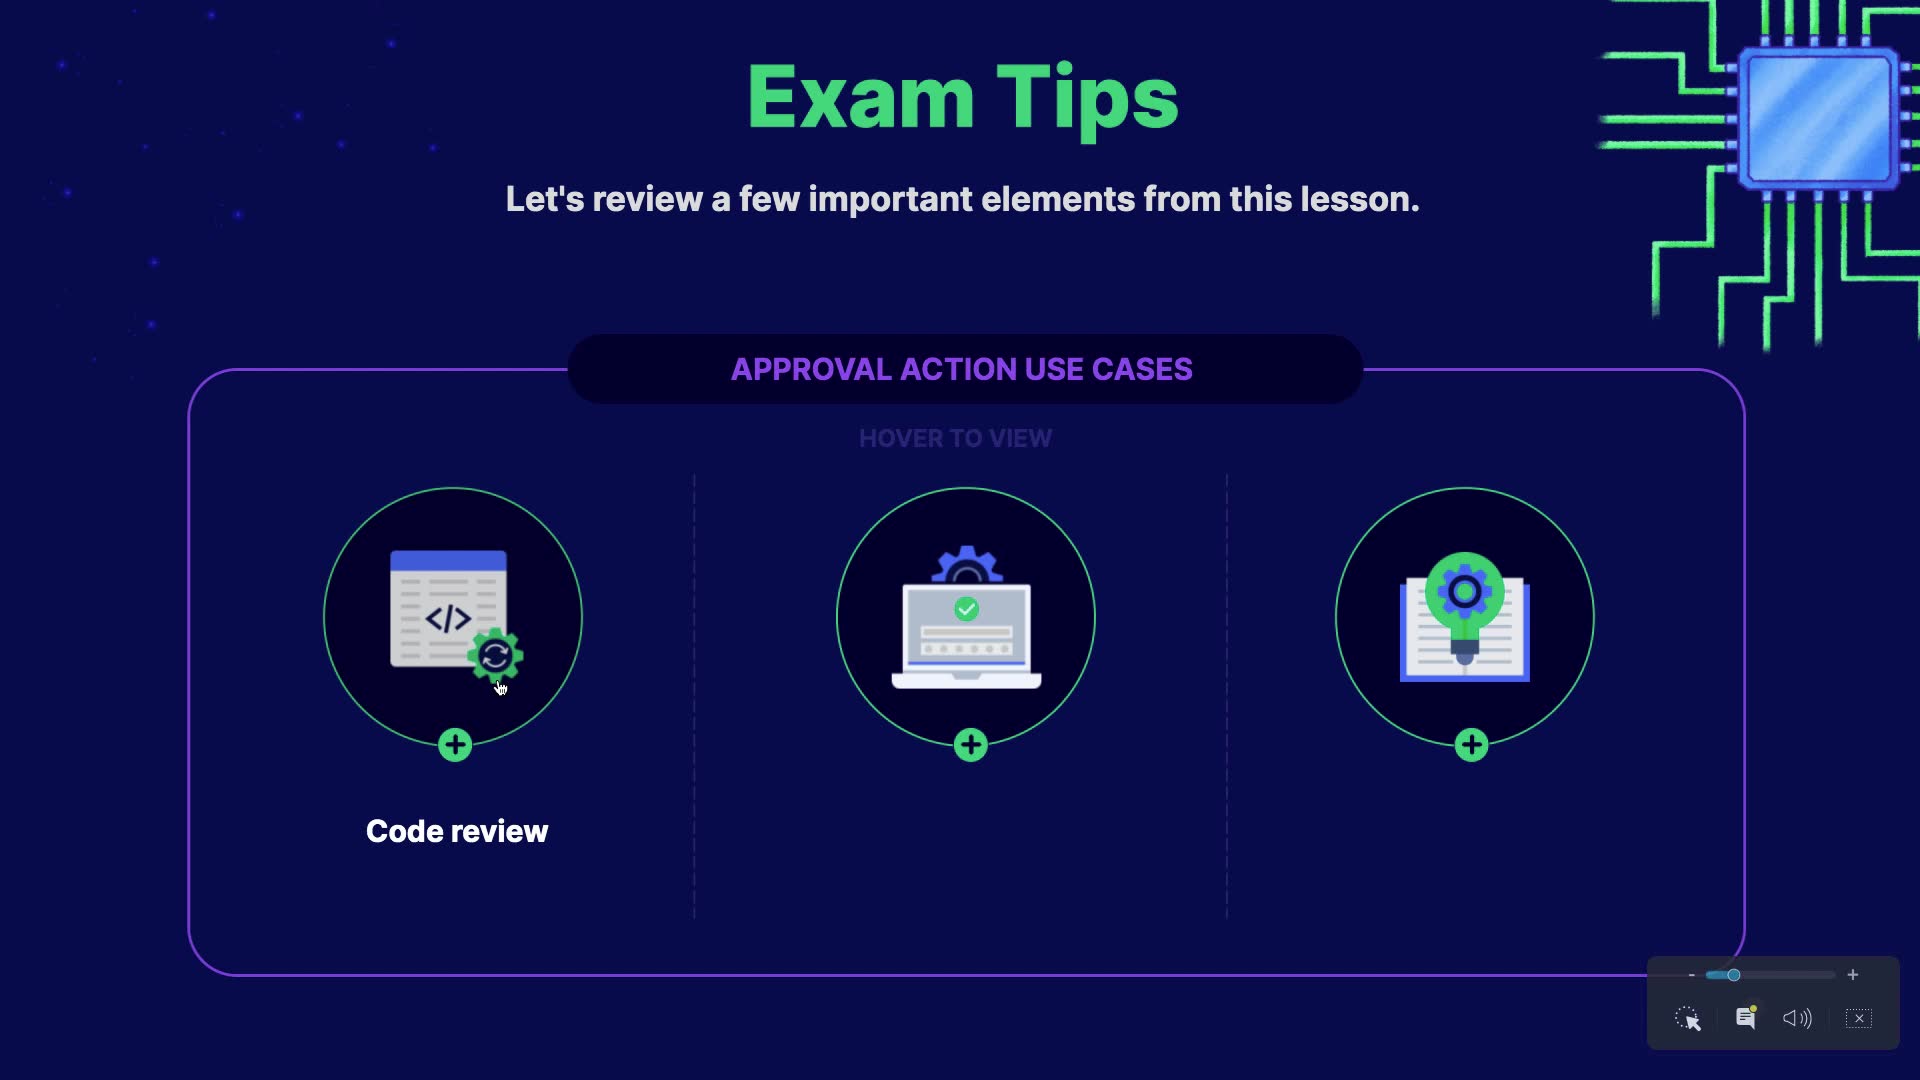 Exam Tips
Let's review a few important elements from this lesson.
APPROVAL ACTION USE CASES
HOVER TO VIEW
Code review